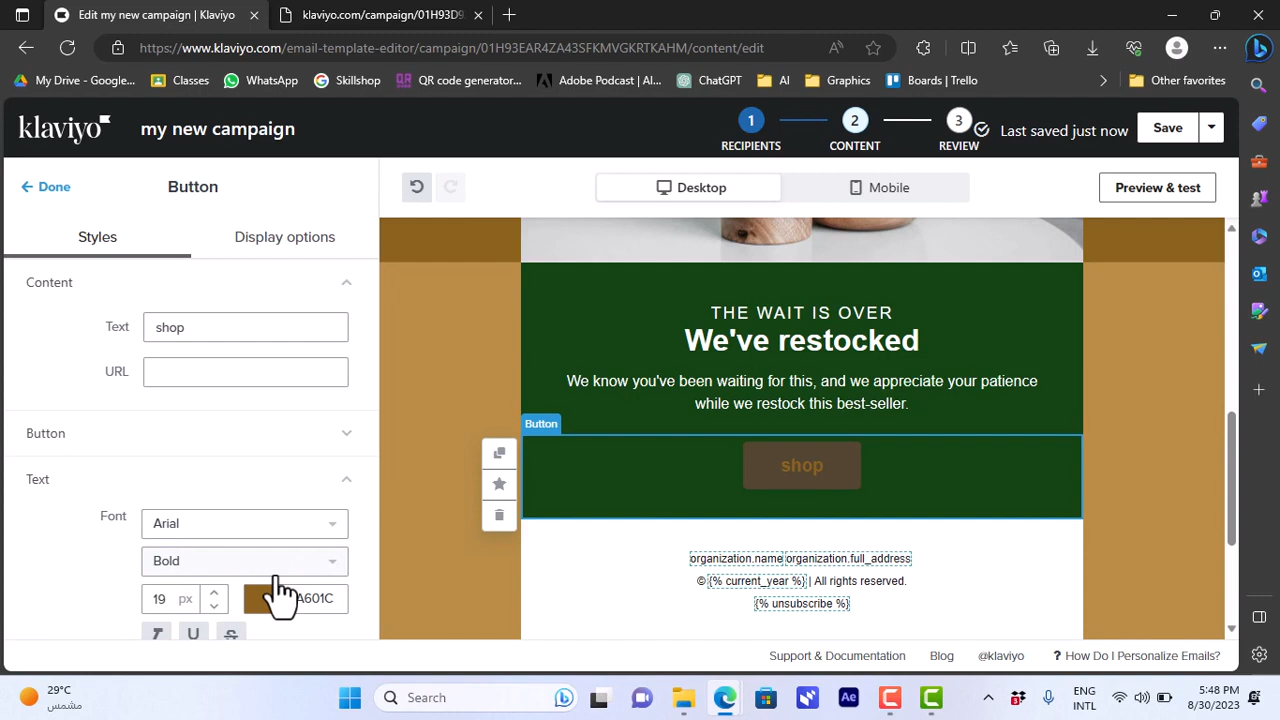 Edit my new campaign | Klaviyo
klaviyo.com/campaign/01H93D9
https://www.klaviyo.com/email-template-editor/campaign/01H93EAR4ZA43SFKMVGKRTKAHM/content/edit
My Drive - Google...
Classes
WhatsApp
Skillshop
QR code generator...
Adobe Podcast | Al...
ChatGPT
AI
Graphics
Boards | Trello
Other favorites
klaviyo
my new campaign
1
2
3
RECIPIENTS
CONTENT
REVIEW
Last saved just now
Save
Done
Button
Desktop
Mobile
Preview & test
Styles
Display options
Content
Text
shop
URL
Button
Text
Font
Arial
Bold
19 px
A601C
T U S
THE WAIT IS OVER
We've restocked
We know you've been waiting for this, and we appreciate your patience
while we restock this best-seller.
Button
shop
organization.name organization.full_address
© {% current_year %} | All rights reserved.
{% unsubscribe %}
Support & Documentation
Blog
@klaviyo
? How Do I Personalize Emails?
29°C
مشمس
Search
Ae
ENG
INTL
5:48 PM
8/30/2023